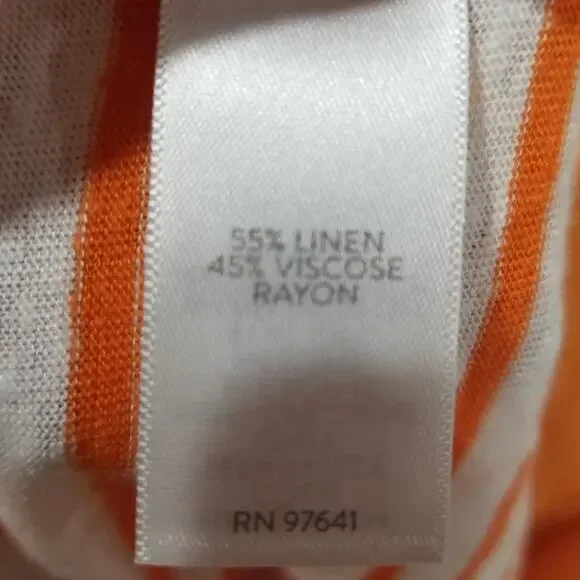 55% LINEN
45% VISCOSE
RAYON
RN 97641